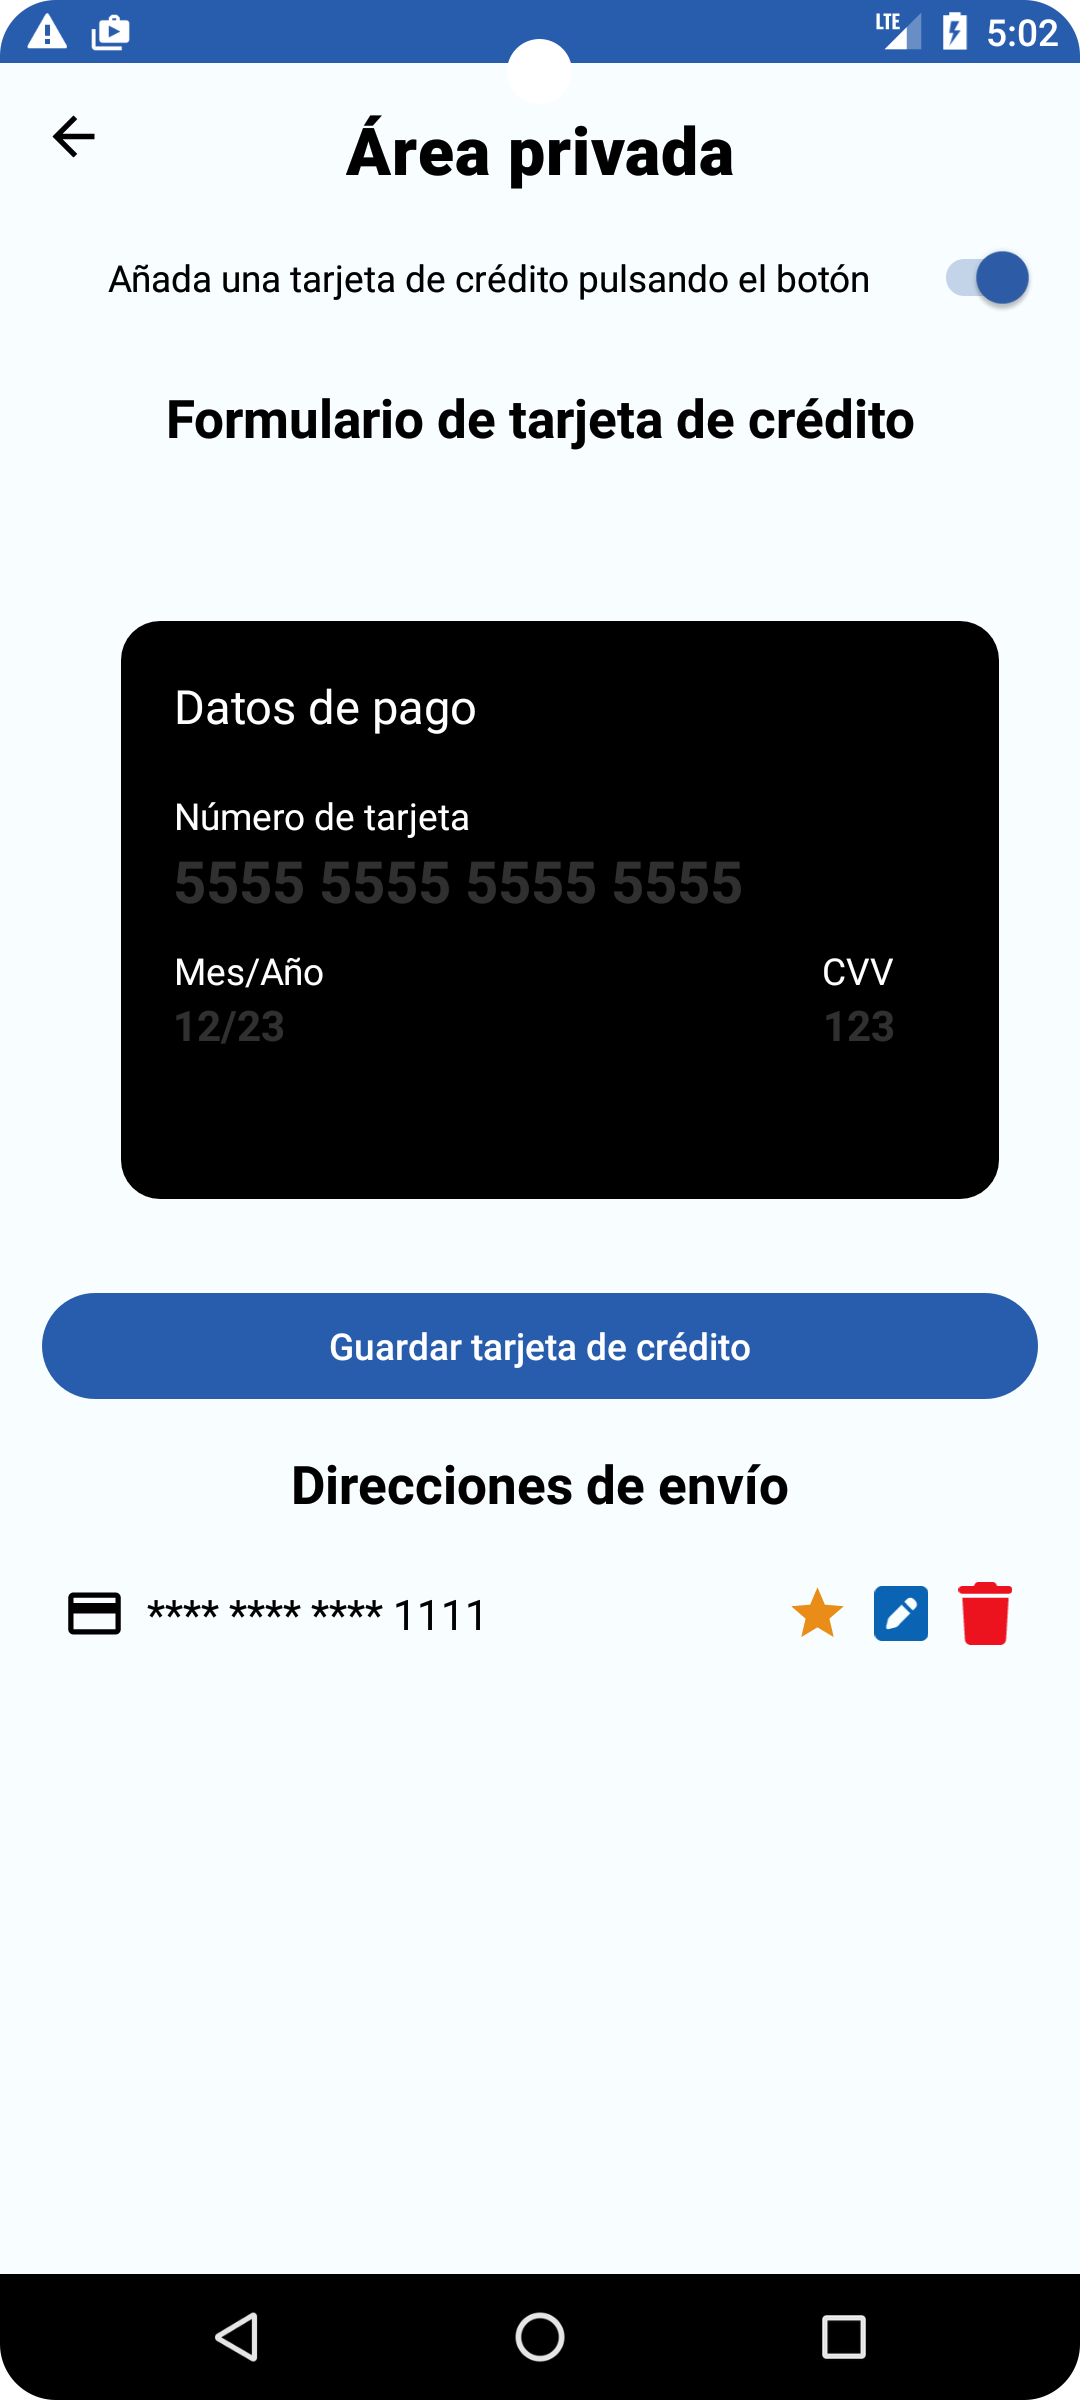 LTE 5:02
Área privada
Añada una tarjeta de crédito pulsando el botón
Formulario de tarjeta de crédito
Datos de pago
Número de tarjeta
5555 5555 5555 5555
Mes/Año CVV
12/23 123
Guardar tarjeta de crédito
Direcciones de envío
**** **** **** 1111